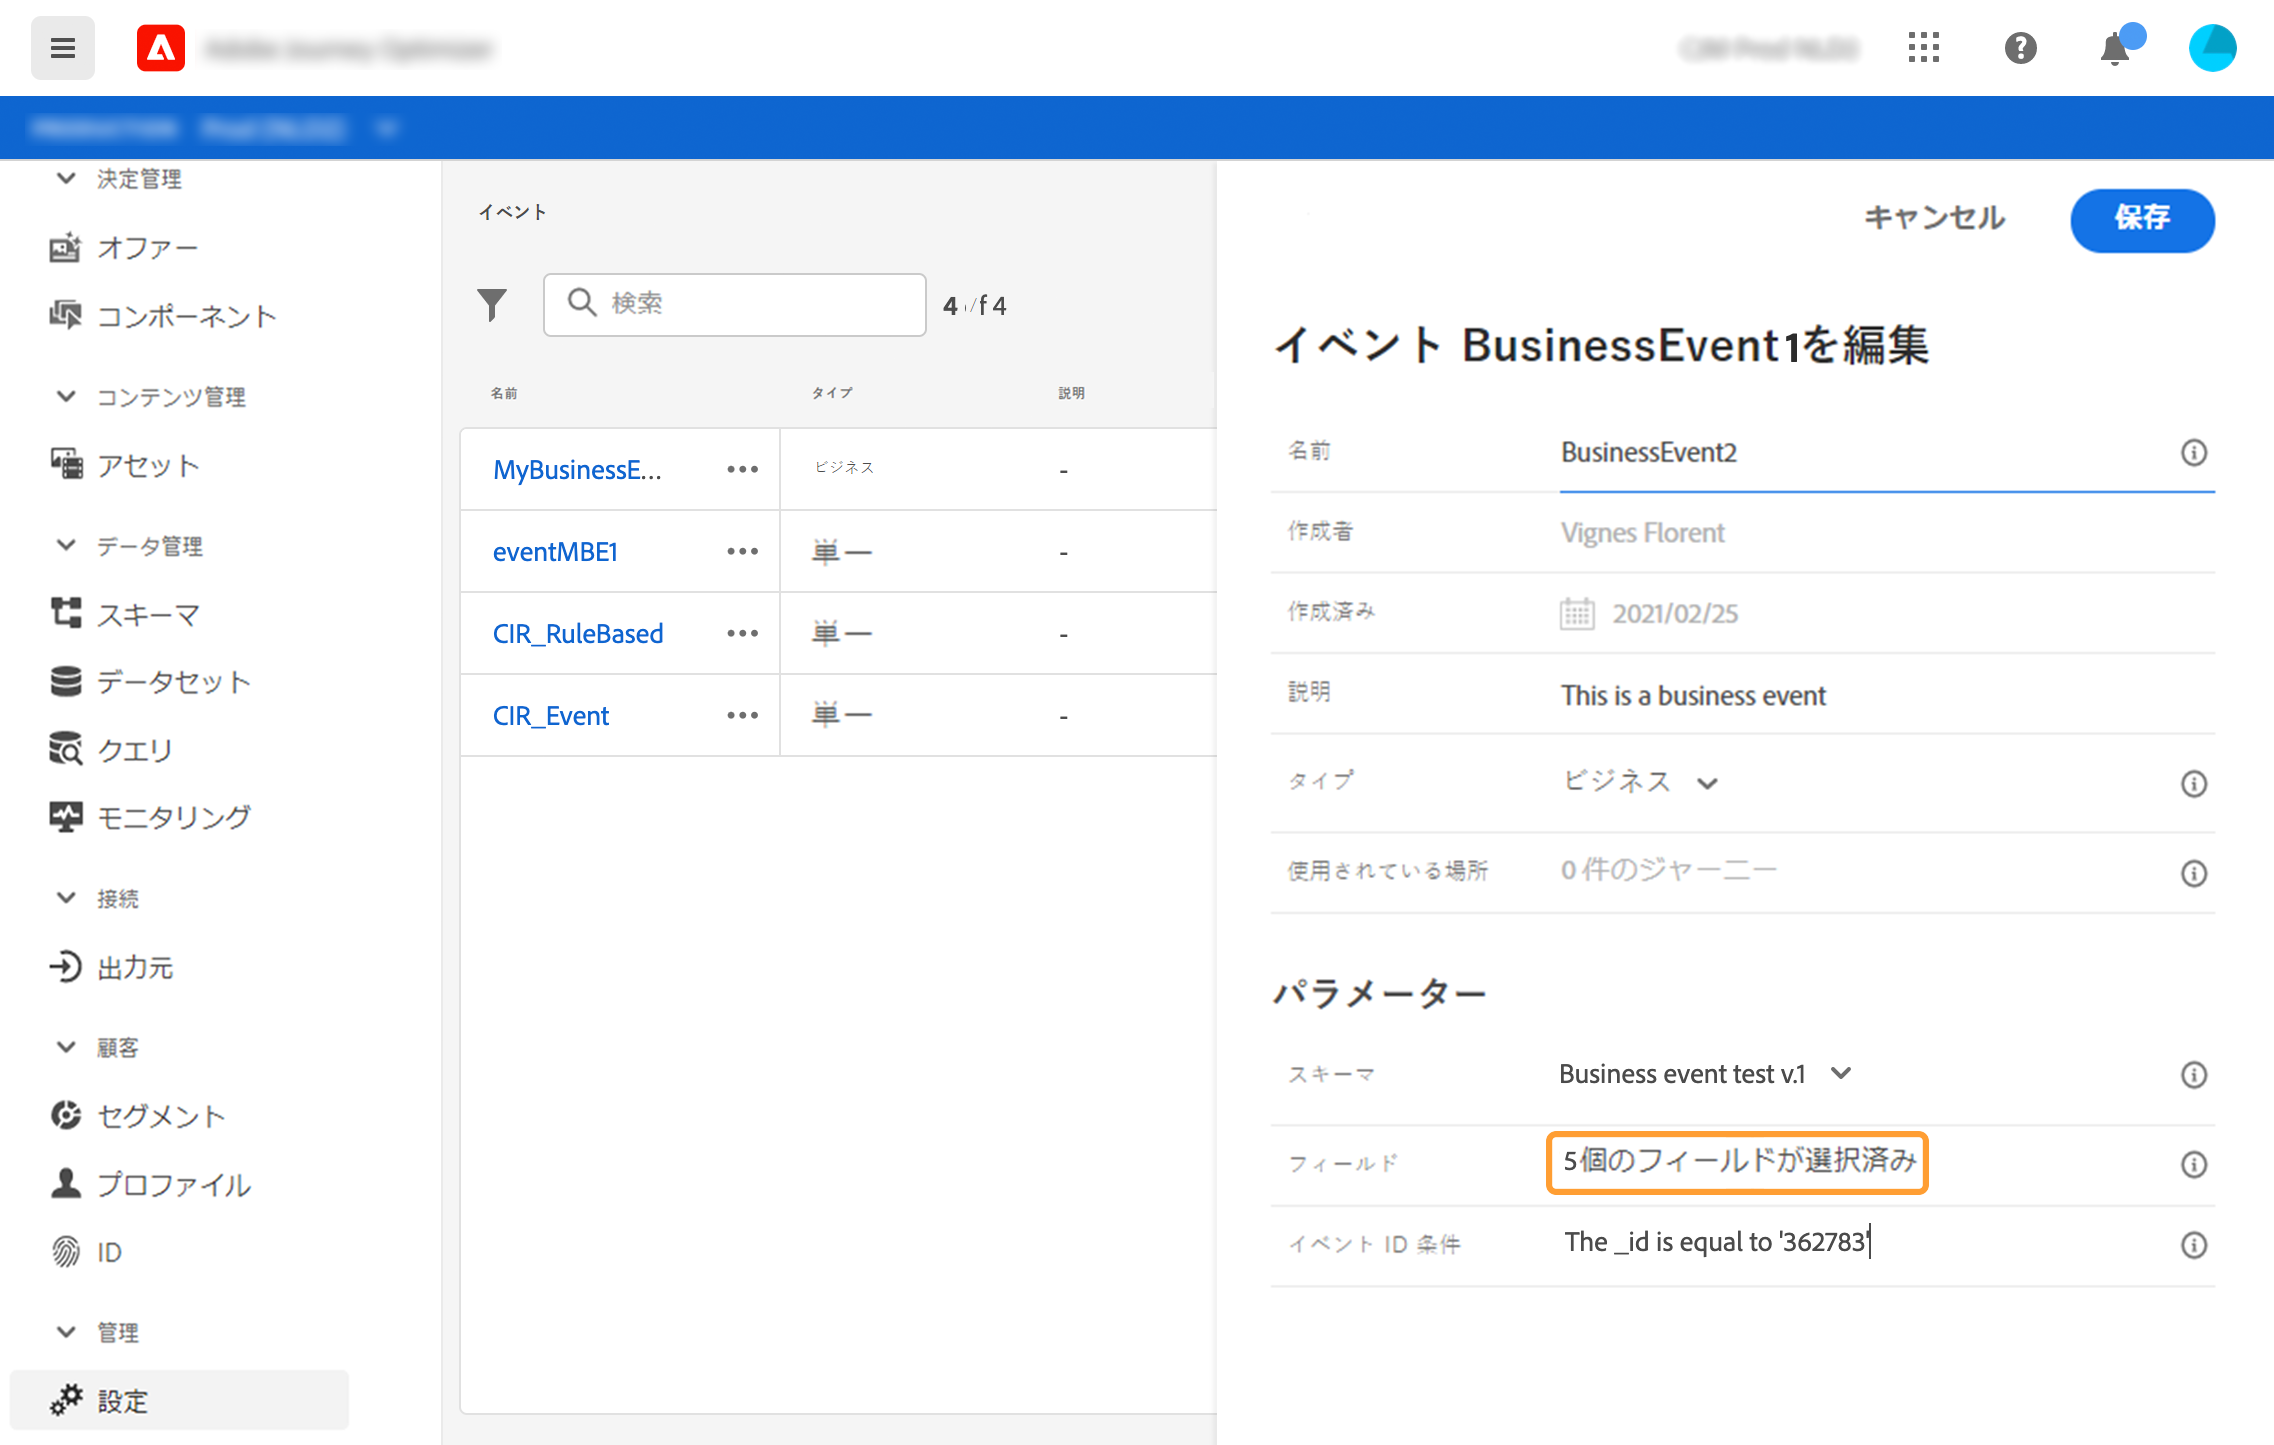 決定管理
オファー
コンポーネント
コンテンツ管理
アセット
データ管理
スキーマ
データセット
クエリ
モニタリング
接続
出力元
顧客
セグメント
プロファイル
ID
管理
設定
イベント
検索
4 /f 4
名前 タイプ 説明
MyBusinessE... ビジネス -
eventMBE1 単一 -
CIR_RuleBased 単一 -
CIR_Event 単一 -
キャンセル 保存
イベント BusinessEvent1を編集
名前 BusinessEvent2
作成者 Vignes Florent
作成済み 2021/02/25
説明 This is a business event
タイプ ビジネス
使用されている場所 0 件のジャーニー
パラメーター
スキーマ Business event test v.1
フィールド 5個のフィールドが選択済み
イベント ID 条件 The _id is equal to '362783'